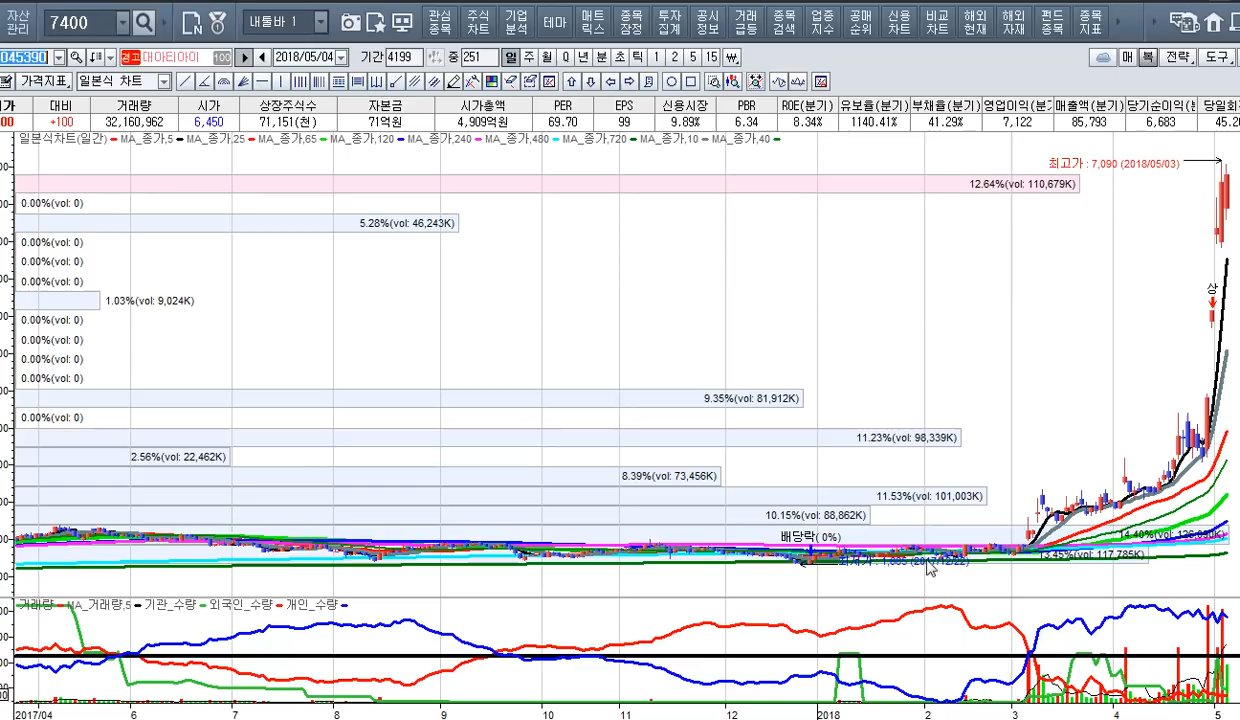 자산 관리 7400 내툴바 1 관심 종목 주식 차트 기업 분석 테마 매트 릭스 종목 잠정 투자 집계 공시 정보 거래 급등 종목 검색 업종 지수 공매 순위 신용 차트 비교 차트 해외 현재 해외 자재 펀드 종목 종목 지표
045390 경고 대아티아이 100 2018/05/04 기간 4199 중 251 일 주 월 Q 년 분 초 틱 1 2 5 15 ₩ 매 복 전략 도구
가격지표 일본식 차트
가 대비 거래량 시가 상장주식수 자본금 시가총액 PER EPS 신용시장 PBR ROE(분기) 유보율(분기) 부채율(분기) 영업이익(분기 매출액(분기) 당기순이익(분 당일회
00 +100 32,160,962 6,450 71,151(천) 71억원 4,909억원 69.70 99 9.89% 6.34 8.34% 1140.41% 41.29% 7,122 85,793 6,683 45.20
일본식차트(일간) MA_종가,5 MA_종가,25 MA_종가,65 MA_종가,120 MA_종가,240 MA_종가,480 MA_종가,720 MA_종가,10 MA_종가,40
최고가 : 7,090 (2018/05/03)
12.64%(vol: 110,679K)
0.00%(vol: 0)
5.28%(vol: 46,243K)
0.00%(vol: 0)
0.00%(vol: 0)
0.00%(vol: 0)
1.03%(vol: 9,024K)
상
0.00%(vol: 0)
0.00%(vol: 0)
0.00%(vol: 0)
0.00%(vol: 0)
9.35%(vol: 81,912K)
0.00%(vol: 0)
11.23%(vol: 98,339K)
2.56%(vol: 22,462K)
8.39%(vol: 73,456K)
11.53%(vol: 101,003K)
10.15%(vol: 88,862K)
배당락( 0%)
3.45%(vol: 117,785K)
(2017/12/22)
거래량 MA_거래량,5 기관_수량 외국인_수량 개인_수량
2017/04 6 7 8 9 10 11 12 2018 2 3 4 5